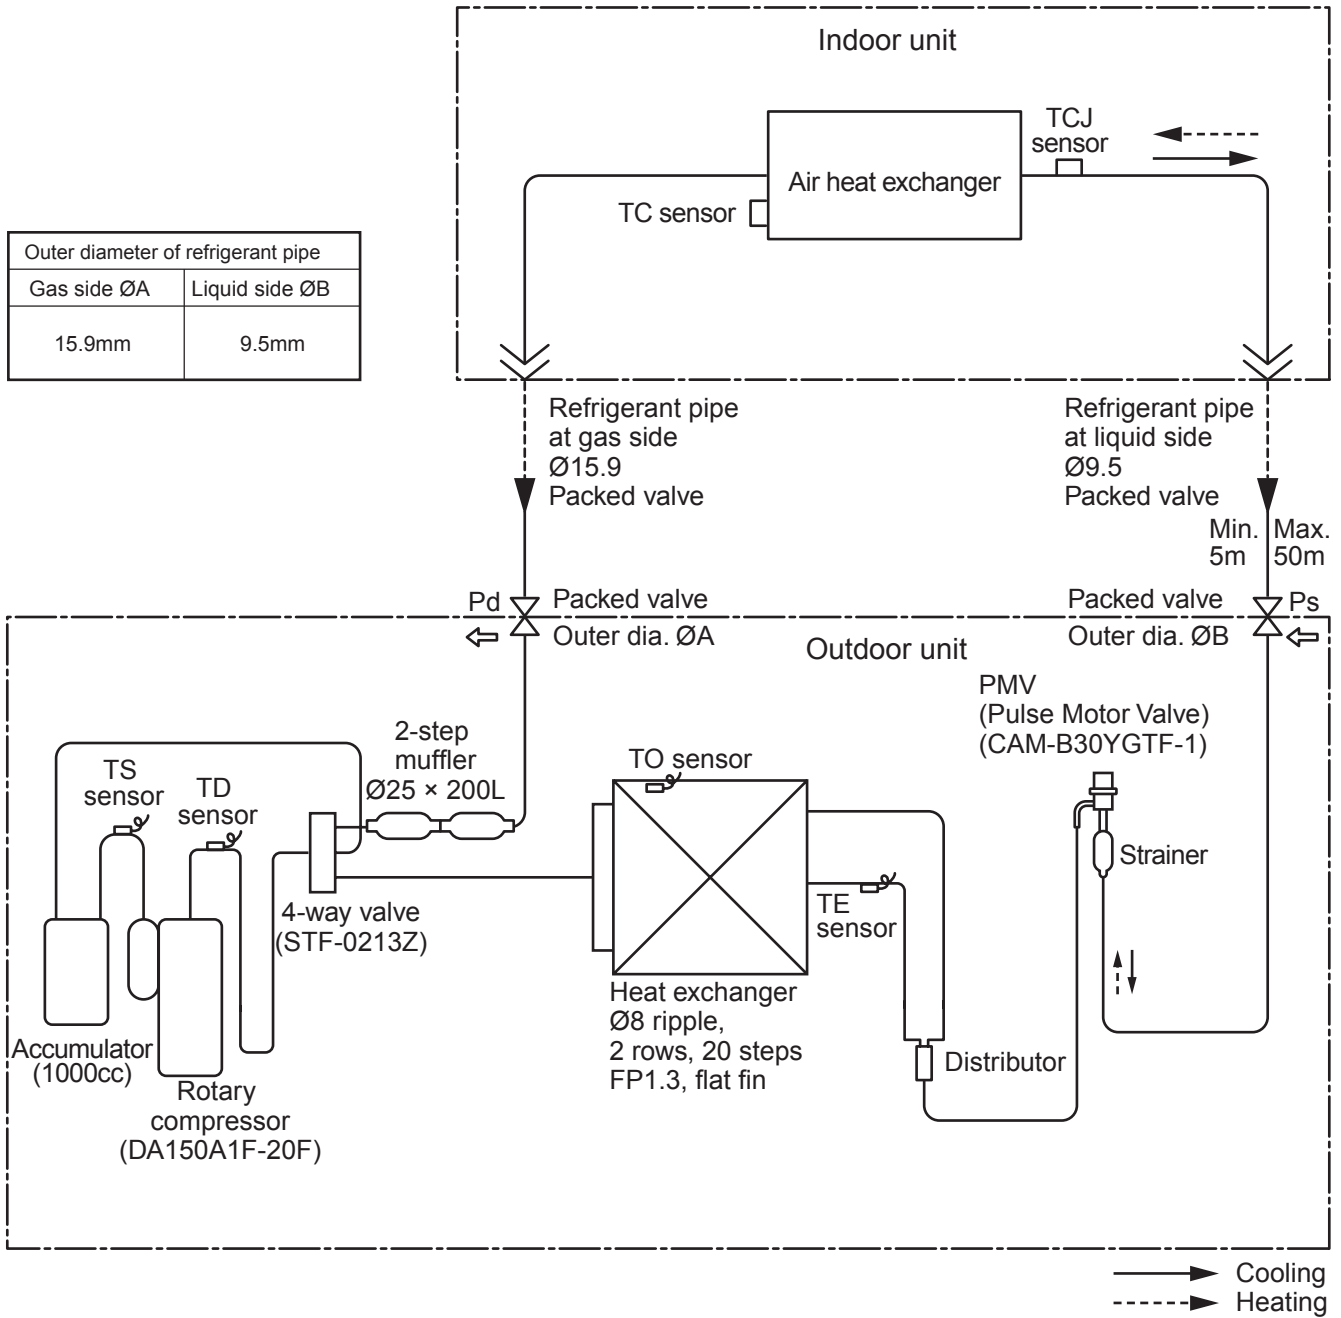 Indoor unit
TCJ
sensor
Air heat exchanger
TC sensor
Outer diameter of refrigerant pipe
Gas side ØA
Liquid side ØB
15.9mm
9.5mm
Refrigerant pipe
at gas side
Ø15.9
Packed valve
Refrigerant pipe
at liquid side
Ø9.5
Packed valve
Min.
5m
Max.
50m
Pd
Packed valve
Outer dia. ØA
Packed valve
Outer dia. ØB
Ps
Outdoor unit
PMV
(Pulse Motor Valve)
(CAM-B30YGTF-1)
2-step
muffler
Ø25 × 200L
TS
sensor
TD
sensor
TO sensor
Strainer
4-way valve
(STF-0213Z)
TE
sensor
Heat exchanger
Ø8 ripple,
2 rows, 20 steps
FP1.3, flat fin
Distributor
Accumulator
(1000cc)
Rotary
compressor
(DA150A1F-20F)
Cooling
Heating